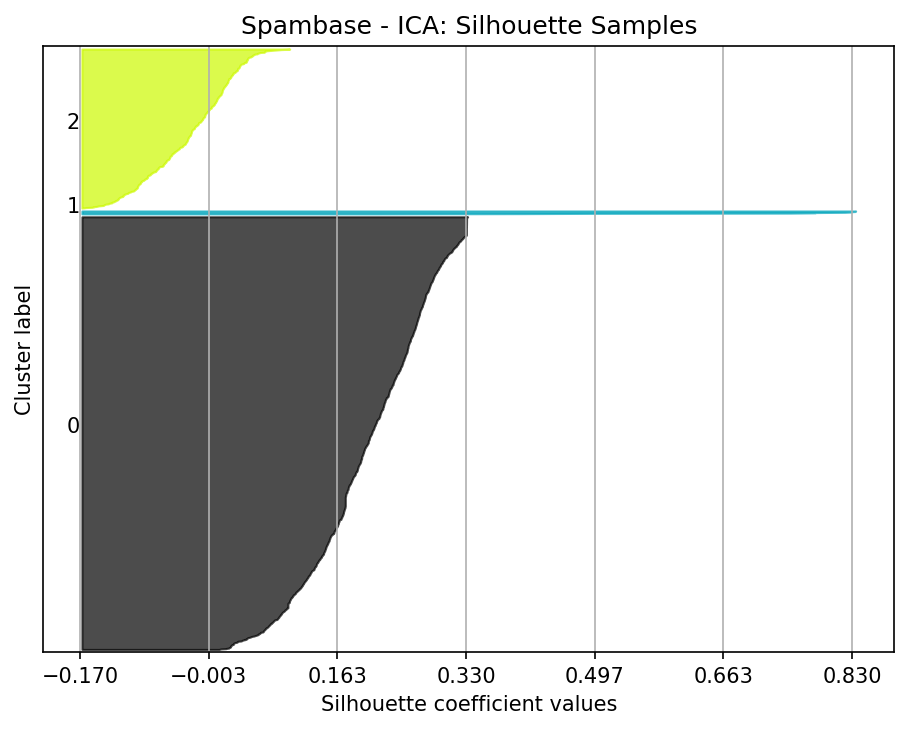 Spambase - ICA: Silhouette Samples
2
1
Cluster label
0
−0.170 −0.003 0.163 0.330 0.497 0.663 0.830
Silhouette coefficient values